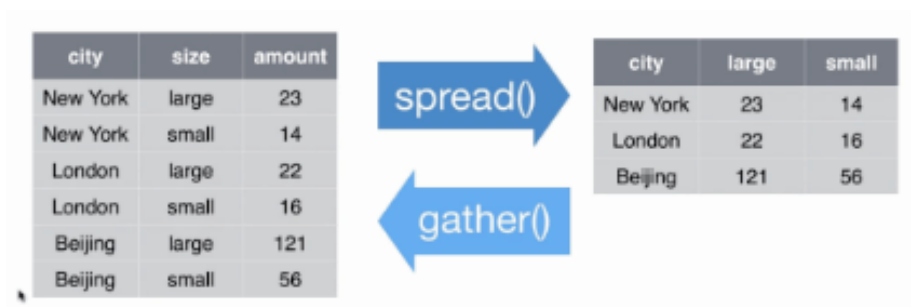 city size amount
New York large 23
New York small 14
London large 22
London small 16
Beijing large 121
Beijing small 56
spread()
gather()
city large small
New York 23 14
London 22 16
Beijing 121 56